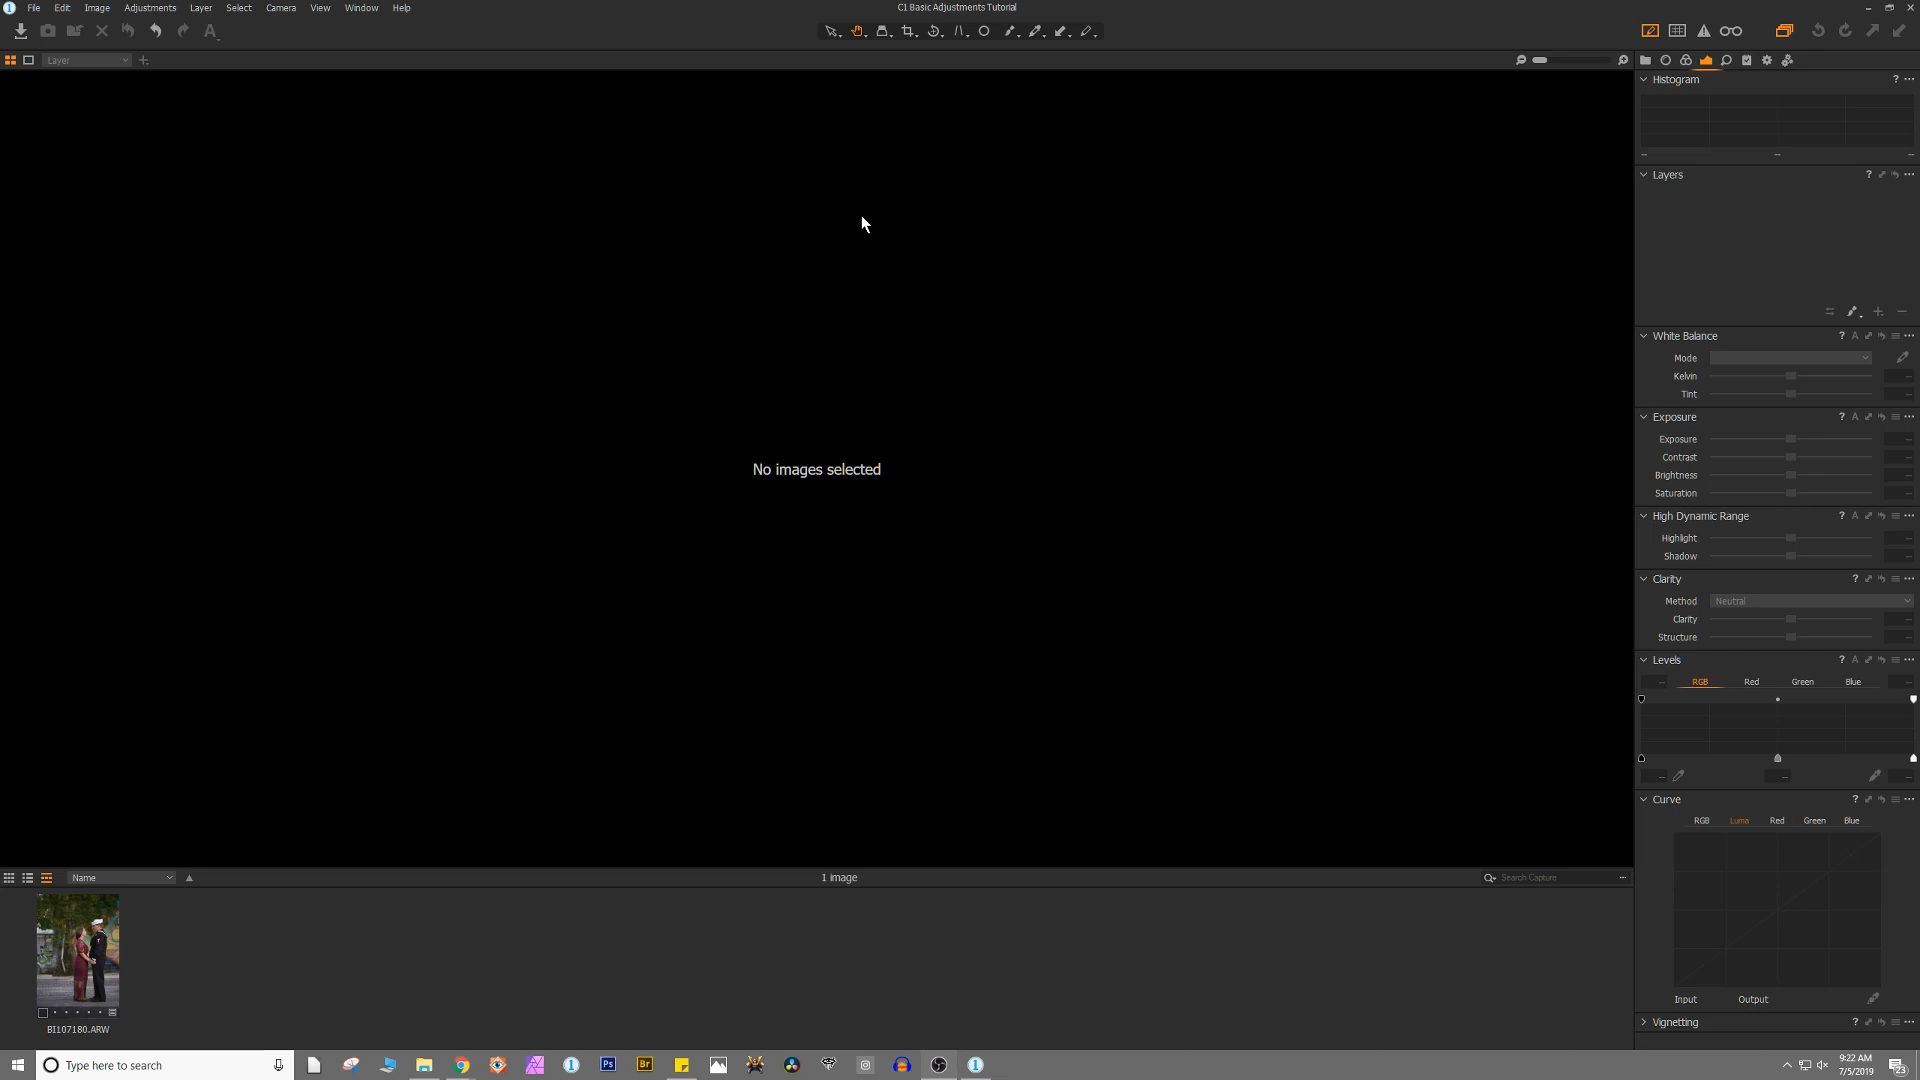 File Edit Image Adjustments Layer Select Camera View Window Help
C1 Basic Adjustments Tutorial
Layer
Histogram
Layers
White Balance
Mode
Kelvin
Tint
Exposure
Exposure
Contrast
Brightness
Saturation
High Dynamic Range
Highlight
Shadow
Clarity
Method Neutral
Clarity
Structure
Levels
RGB Red Green Blue
Curve
RGB Luma Red Green Blue
Input Output
Vignetting
No images selected
Name
1 image
Search Capture
BI107180.ARW
Type here to search
Ps
Br
9:22 AM
7/5/2019
23